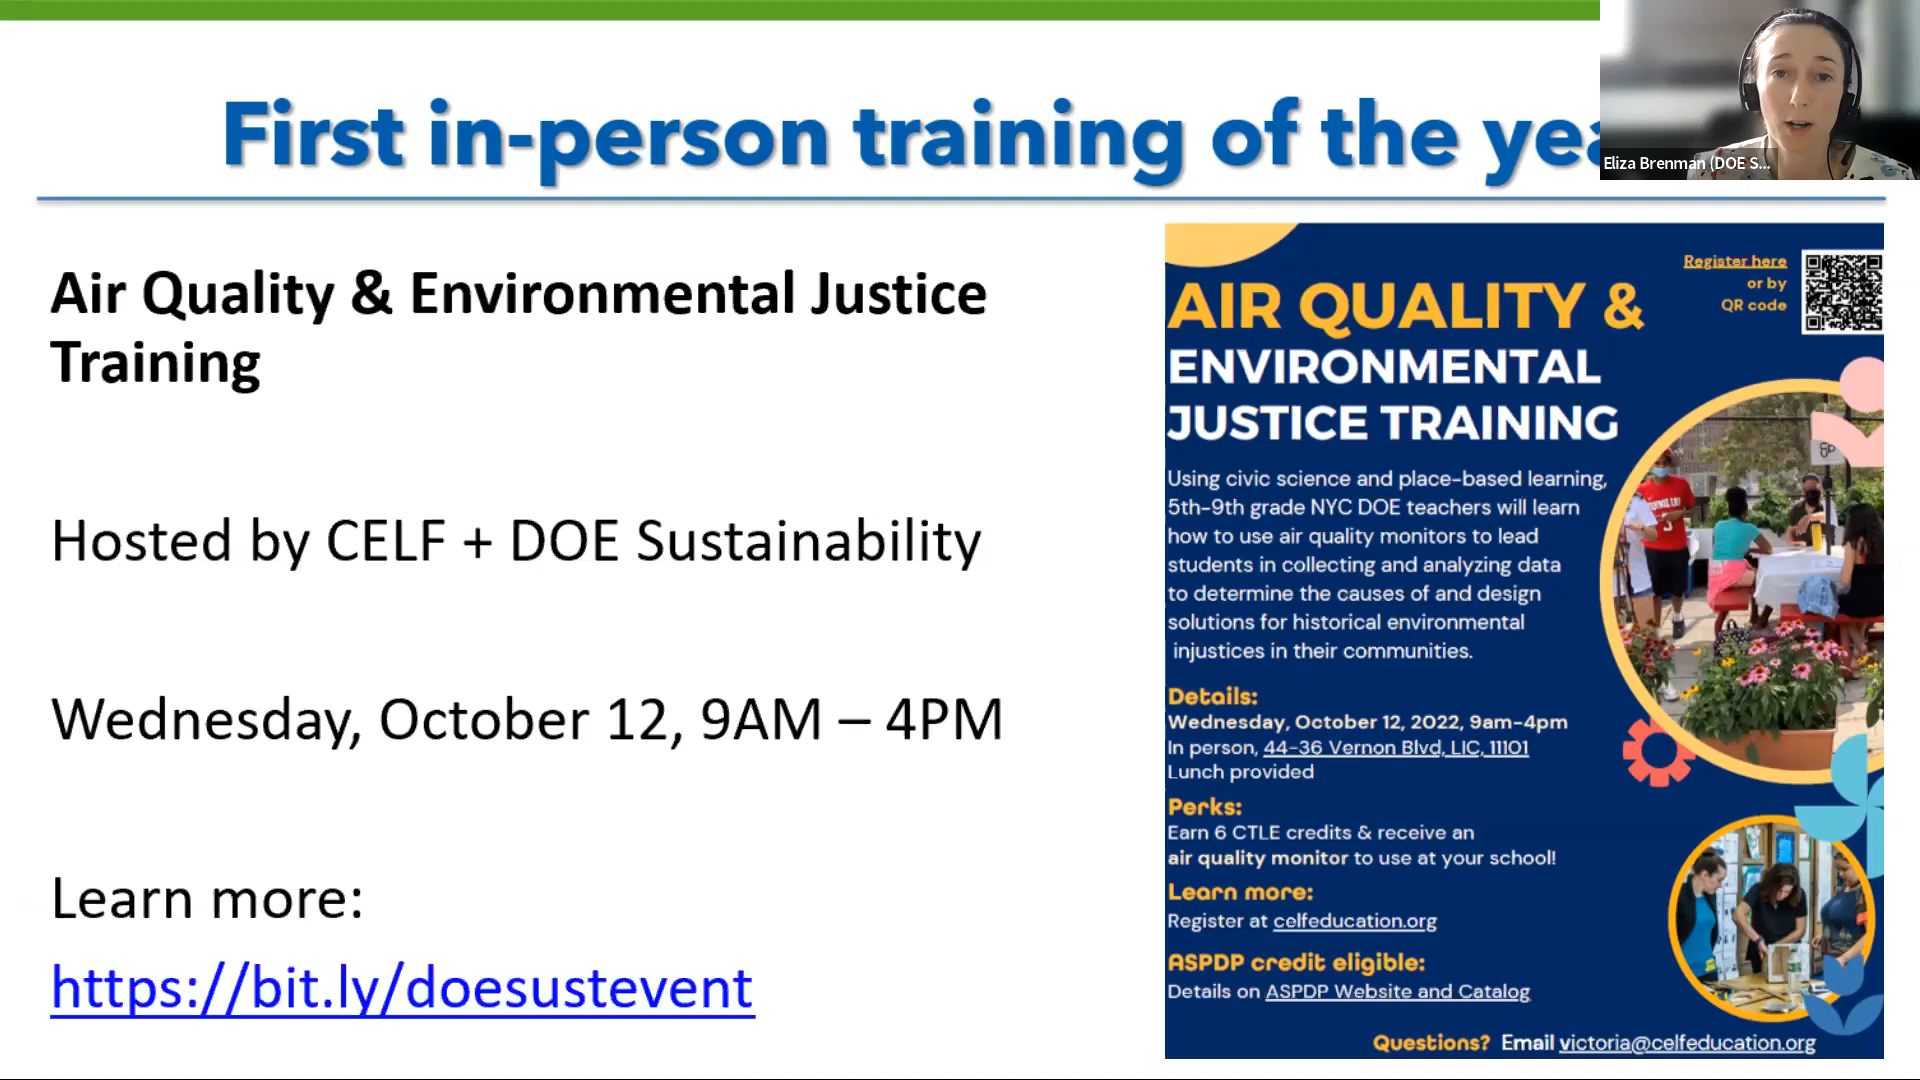 First in-person training of the yea
Eliza Brenman (DOE S...
Air Quality & Environmental Justice
Training
Hosted by CELF + DOE Sustainability
Wednesday, October 12, 9AM – 4PM
Learn more:
https://bit.ly/doesustevent
Register here
or by
QR code
AIR QUALITY &
ENVIRONMENTAL
JUSTICE TRAINING
Using civic science and place-based learning,
5th-9th grade NYC DOE teachers will learn
how to use air quality monitors to lead
students in collecting and analyzing data
to determine the causes of and design
solutions for historical environmental
injustices in their communities.
Details:
Wednesday, October 12, 2022, 9am-4pm
In person, 44-36 Vernon Blvd, LIC, 11101
Lunch provided
Perks:
Earn 6 CTLE credits & receive an
air quality monitor to use at your school!
Learn more:
Register at celfeducation.org
ASPDP credit eligible:
Details on ASPDP Website and Catalog
Questions? Email victoria@celfeducation.org